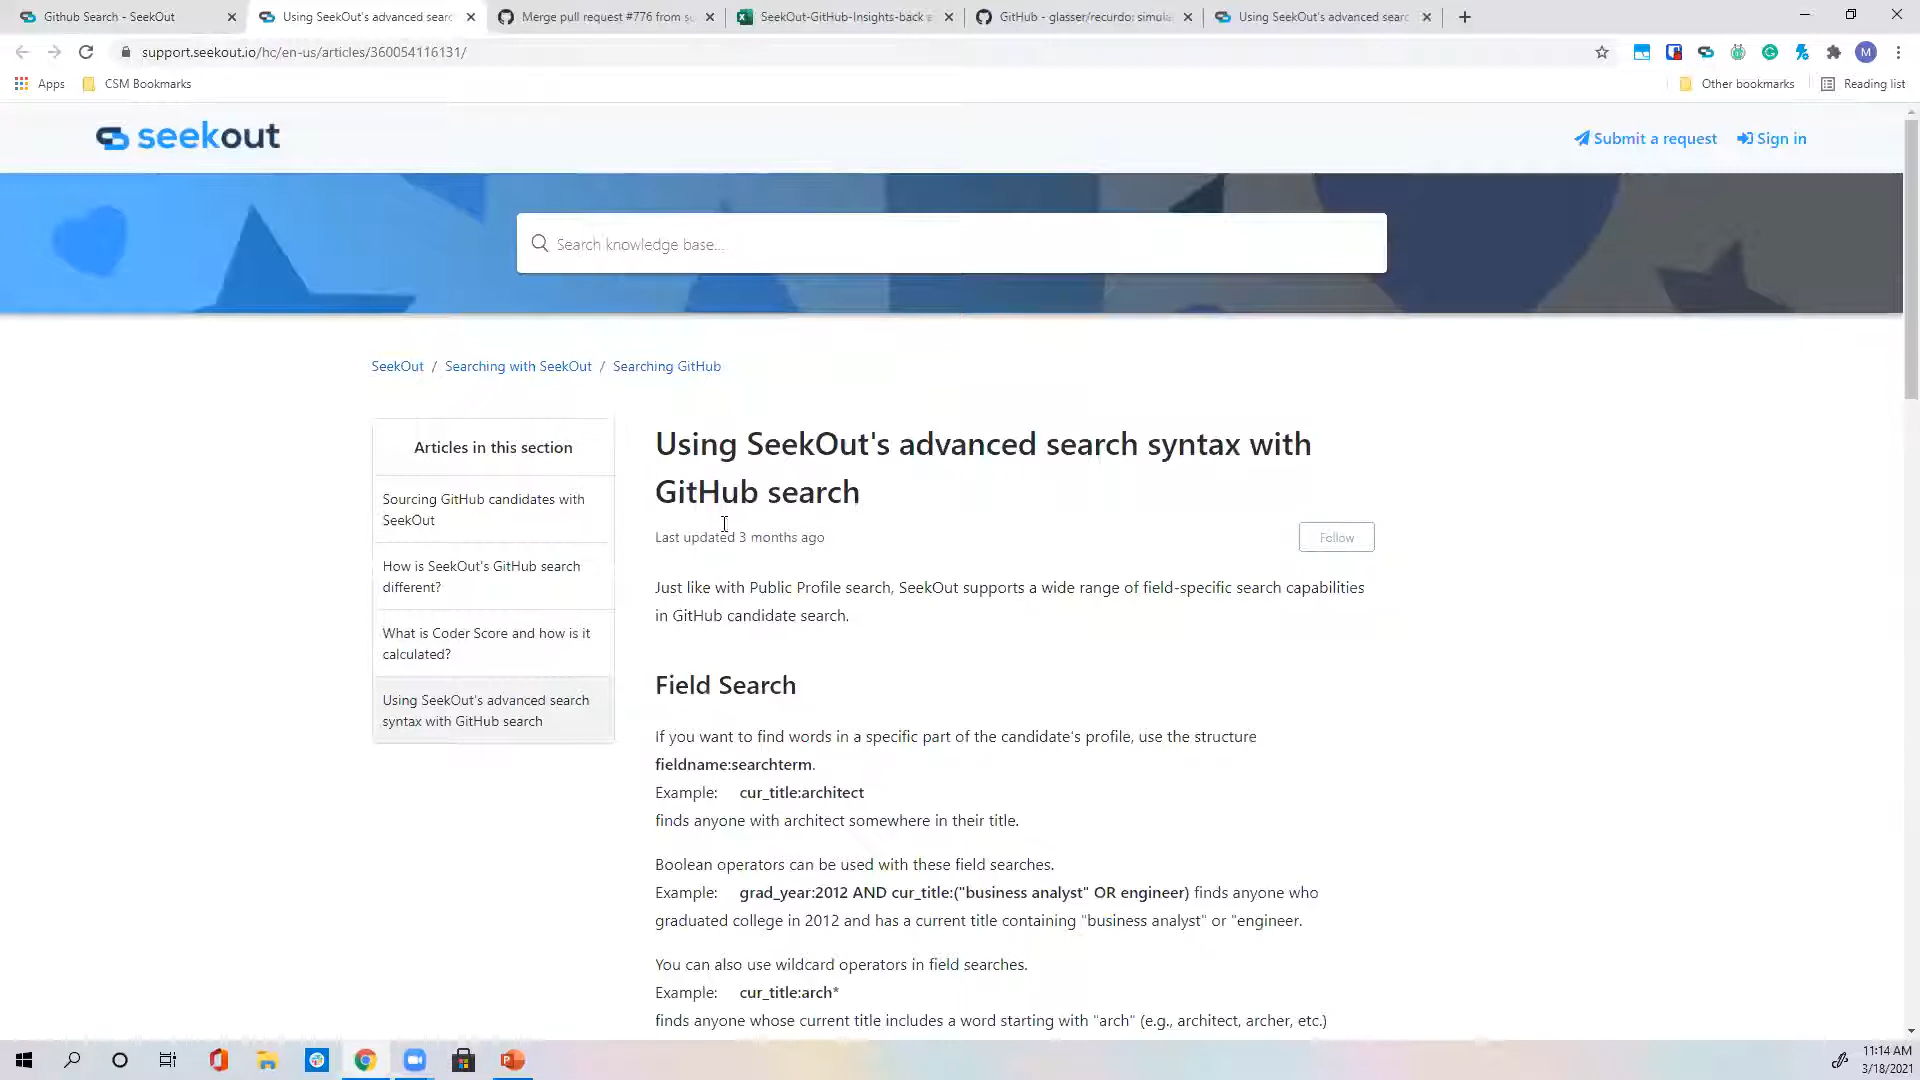 Github Search - SeekOut
Using SeekOut's advanced sear
Merge pull request #776 from s
SeekOut-GitHub-Insights-back
GitHub - glasser/recurdo: simula
Using SeekOut's advanced sear
support.seekout.io/hc/en-us/articles/360054116131/
M
Apps
CSM Bookmarks
Other bookmarks
Reading list
seekout
Submit a request
Sign in
Search knowledge base...
SeekOut / Searching with SeekOut / Searching GitHub
Articles in this section
Sourcing GitHub candidates with
SeekOut
How is SeekOut's GitHub search
different?
What is Coder Score and how is it
calculated?
Using SeekOut's advanced search
syntax with GitHub search
Using SeekOut's advanced search syntax with
GitHub search
Last updated 3 months ago
Follow
Just like with Public Profile search, SeekOut supports a wide range of field-specific search capabilities
in GitHub candidate search.
Field Search
If you want to find words in a specific part of the candidate's profile, use the structure
fieldname:searchterm.
Example: cur_title:architect
finds anyone with architect somewhere in their title.
Boolean operators can be used with these field searches.
Example: grad_year:2012 AND cur_title:("business analyst" OR engineer) finds anyone who
graduated college in 2012 and has a current title containing "business analyst" or "engineer.
You can also use wildcard operators in field searches.
Example: cur_title:arch*
finds anyone whose current title includes a word starting with "arch" (e.g., architect, archer, etc.)
11:14 AM
3/18/2021